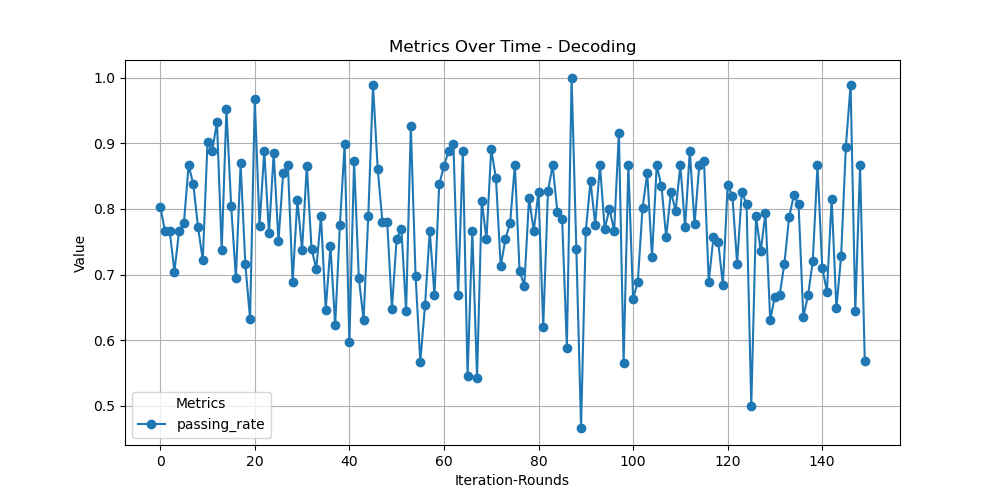 Metrics Over Time - Decoding
Value
1.0
0.9
0.8
0.7
0.6
0.5
Metrics
passing_rate
0 20 40 60 80 100 120 140
Iteration-Rounds